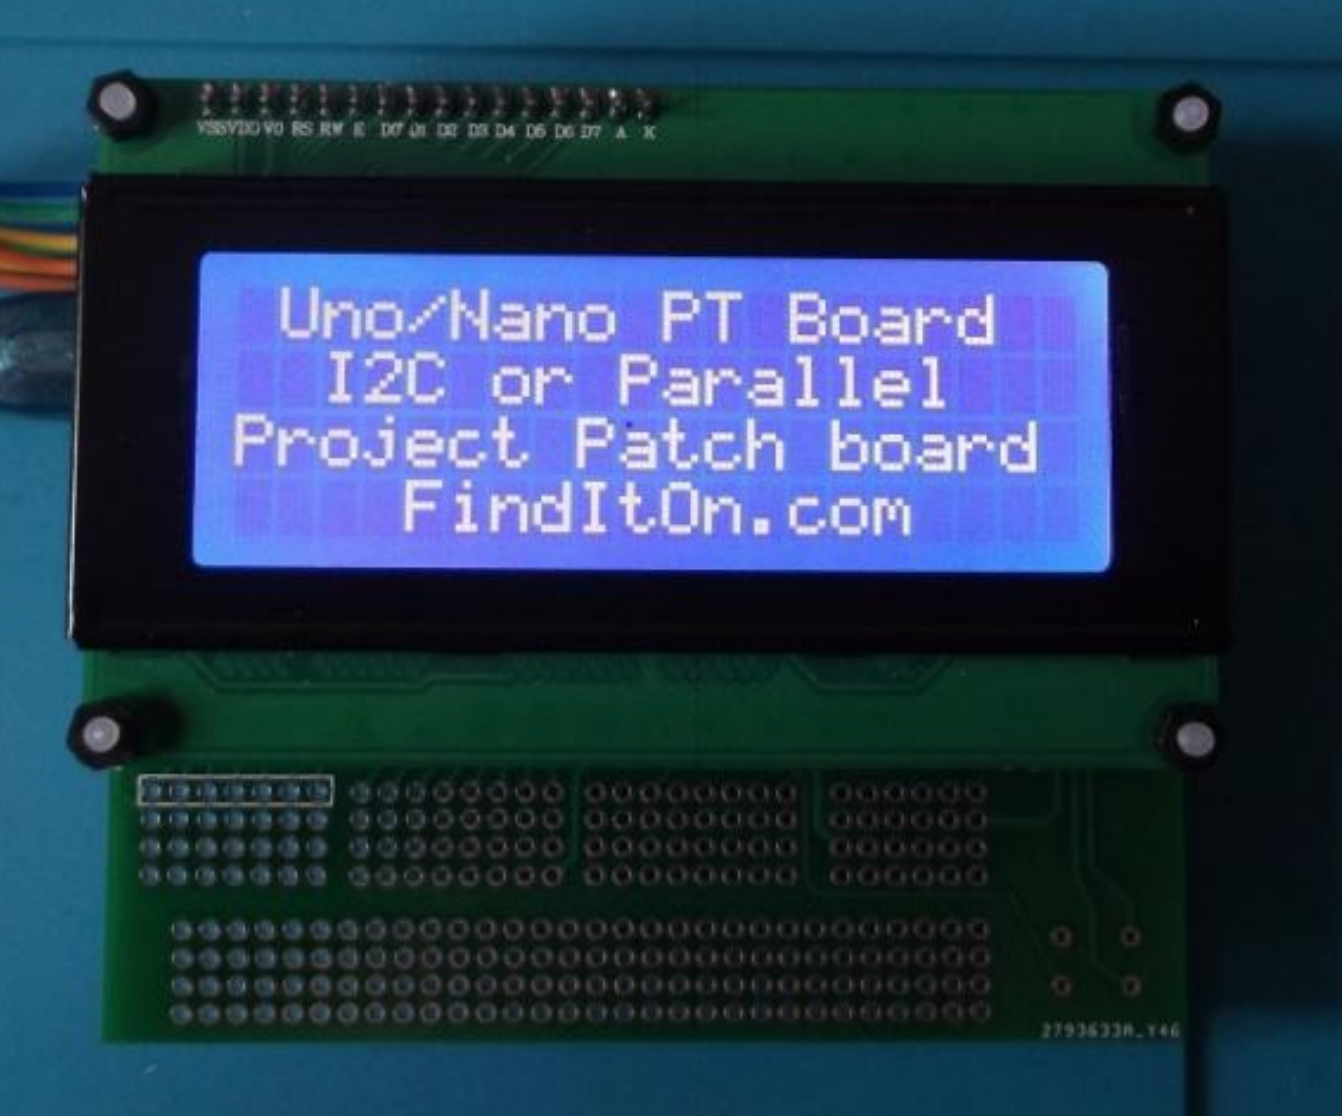 VSS VDD V0 RS RW E D0 D1 D2 D3 D4 D5 D6 D7 A K
Uno/Nano PT Board
I2C or Parallel
Project Patch board
FindItOn.com
2793633A_Y46